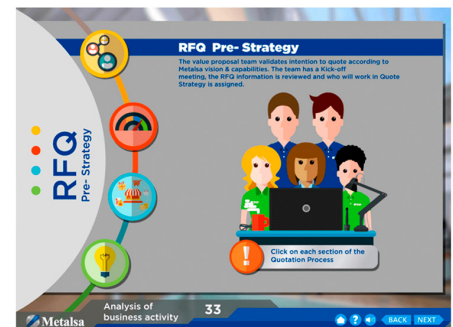 RFQ Pre- Strategy
The value proposal team validates intention to quote according to
Metalsa vision & capabilities. The team has a Kick-off
meeting, the RFQ information is reviewed and who will work in Quote
Strategy is assigned.
RFQ
Pre- Strategy
Click on each section of the
Quotation Process
Metalsa
Analysis of
business activity
33
BACK NEXT